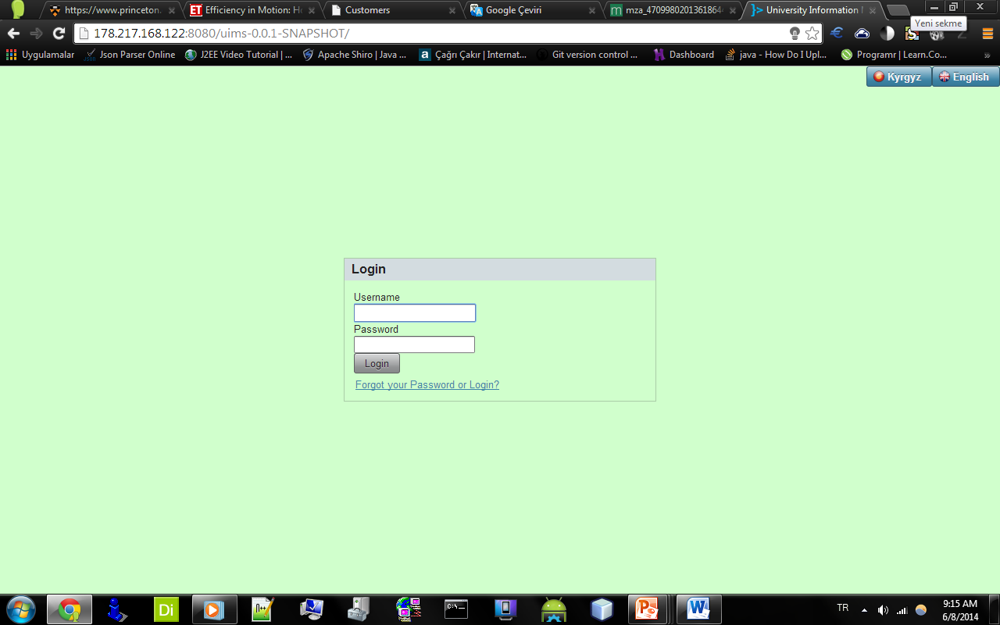 https://www.princeton.
Efficiency in Motion: H
Customers
Google Çeviri
mza_4709980201361864
University Information
Yeni sekme
178.217.168.122:8080/uims-0.0.1-SNAPSHOT/
Uygulamalar
Json Parser Online
J2EE Video Tutorial | ...
Apache Shiro | Java ...
Çağrı Çakır | Internat...
Git version control ...
Dashboard
java - How Do I Upl...
Programr | Learn.Co...
»
Kyrgyz
English
Login
Username
Password
Login
Forgot your Password or Login?
TR
9:15 AM
6/8/2014